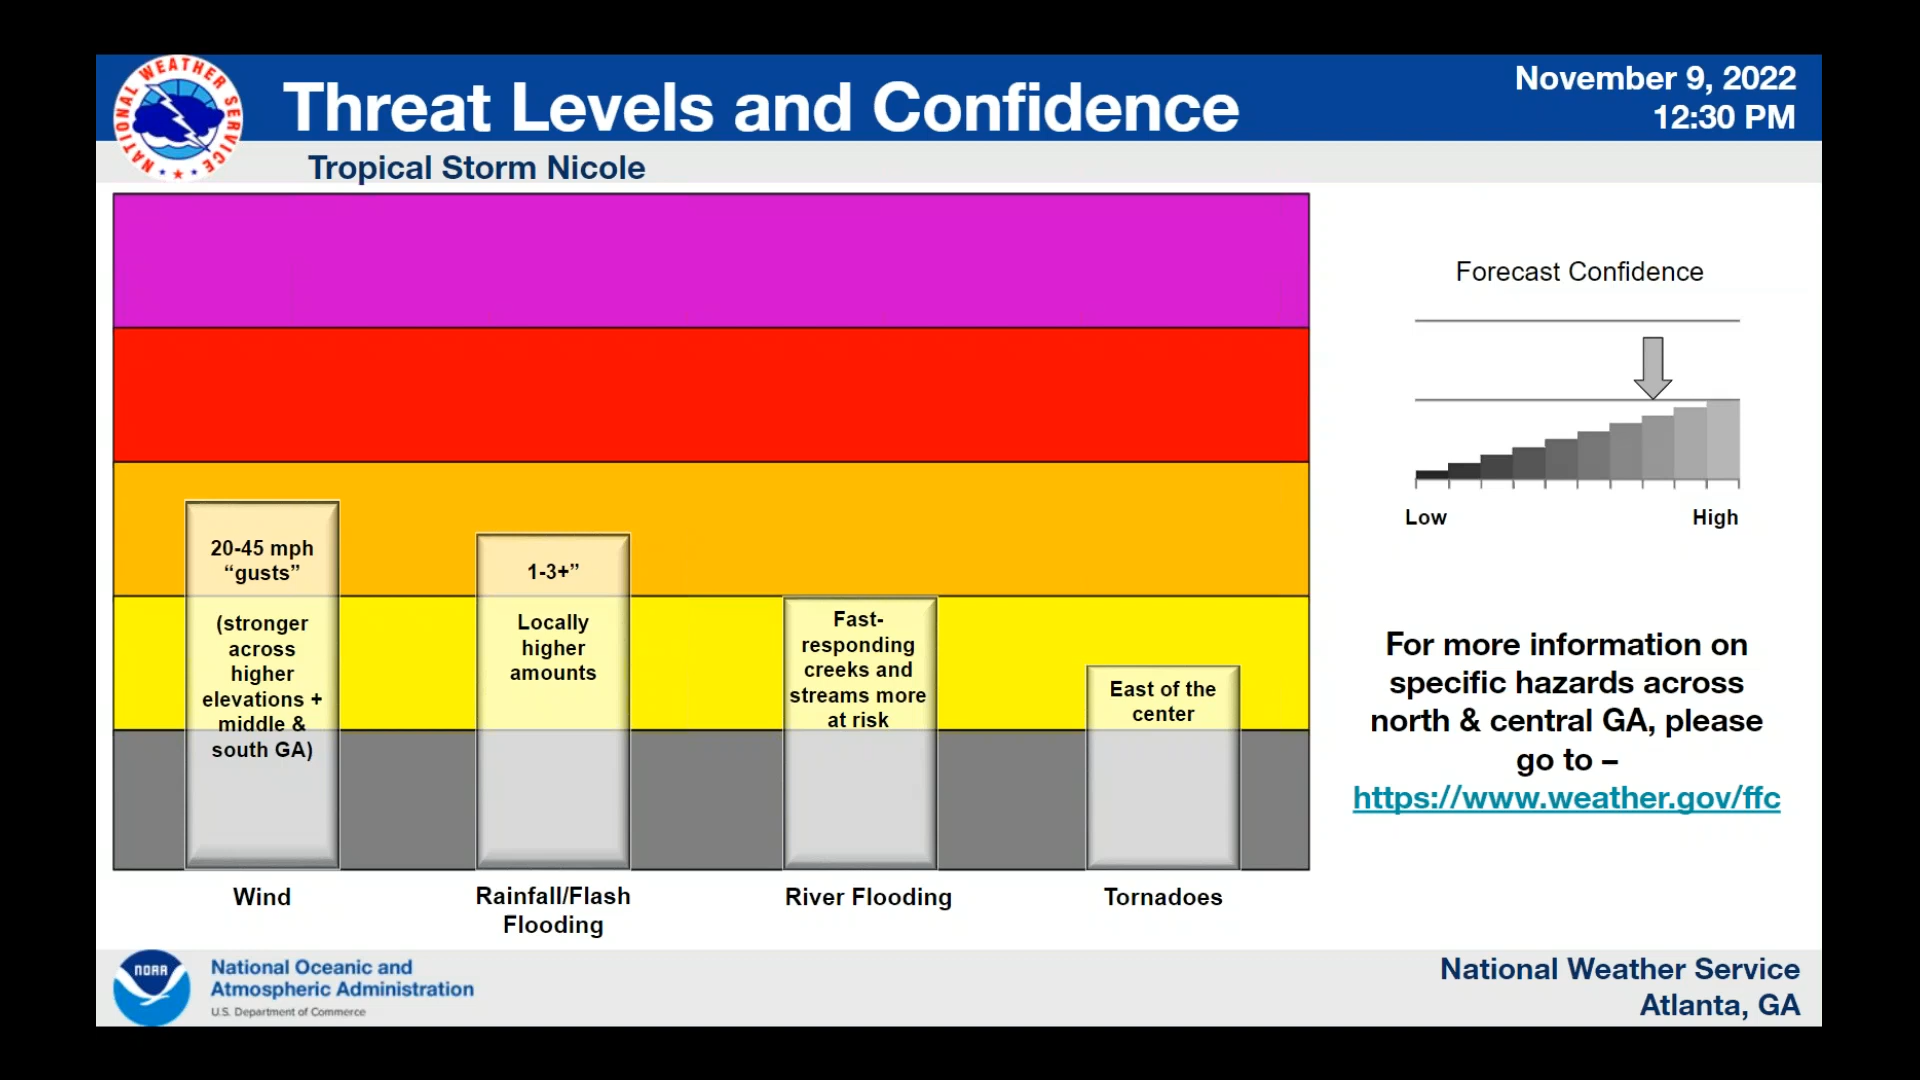 NATIONAL WEATHER SERVICE
Threat Levels and Confidence
November 9, 2022
12:30 PM
Tropical Storm Nicole
20-45 mph
“gusts”
(stronger
across
higher
elevations +
middle &
south GA)
1-3+”
Locally
higher
amounts
Fast-
responding
creeks and
streams more
at risk
East of the
center
Wind
Rainfall/Flash
Flooding
River Flooding
Tornadoes
Forecast Confidence
Low
High
For more information on
specific hazards across
north & central GA, please
go to –
https://www.weather.gov/ffc
NOAA
National Oceanic and
Atmospheric Administration
U.S. Department of Commerce
National Weather Service
Atlanta, GA